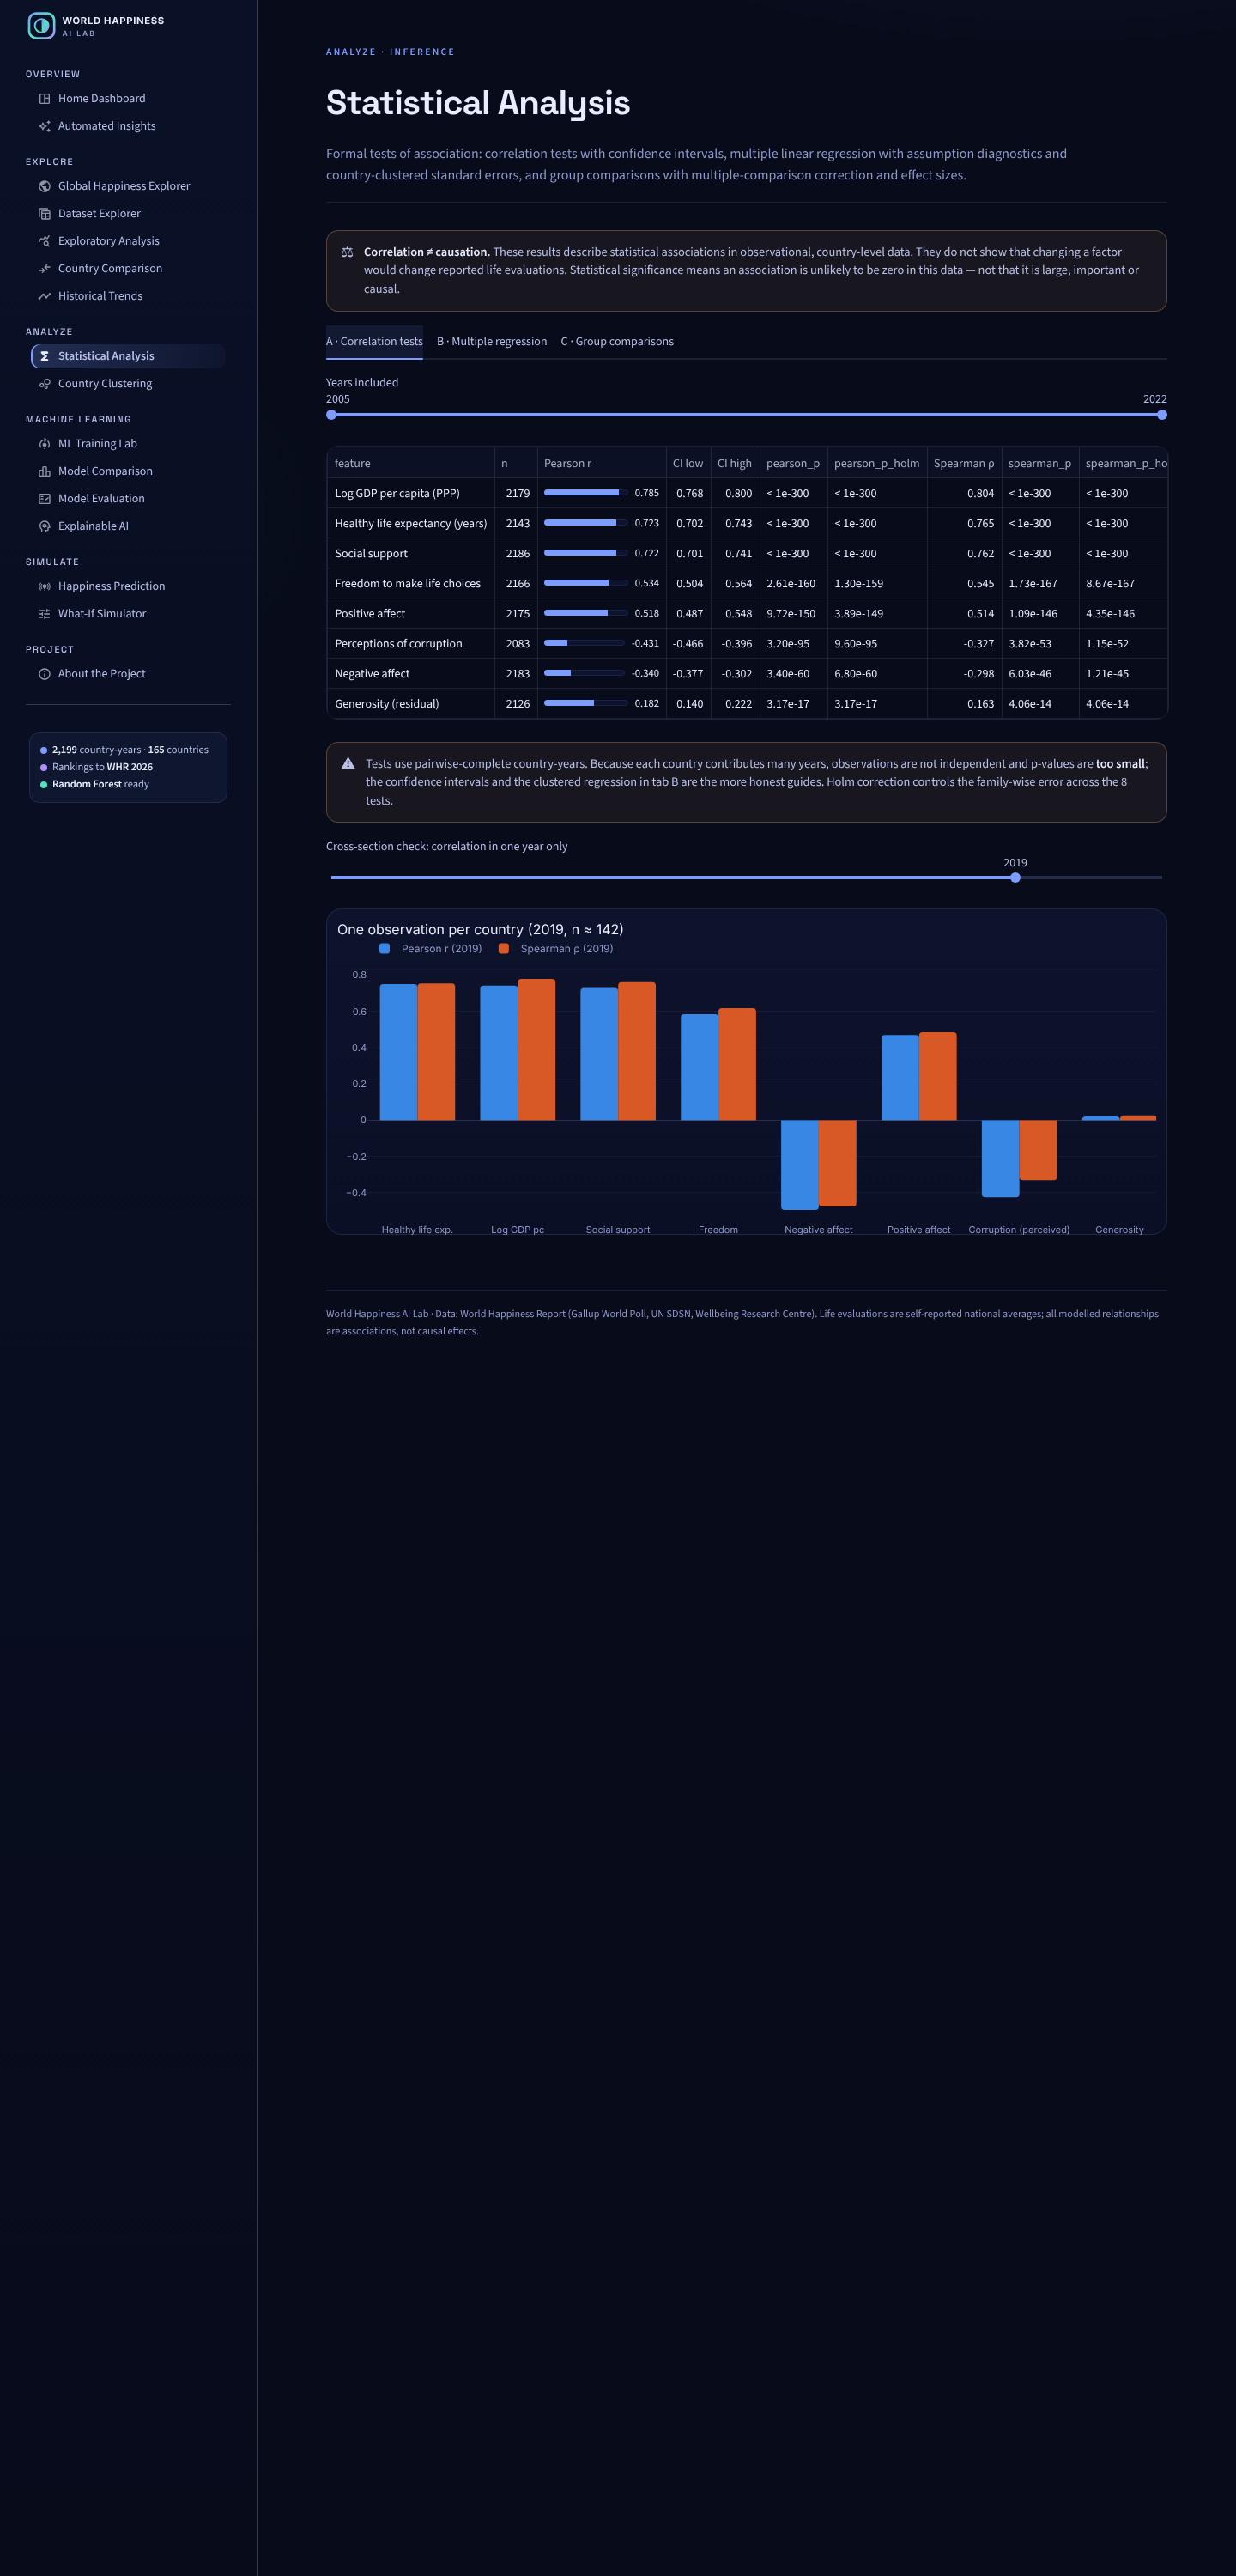 WORLD HAPPINESS
AI LAB
OVERVIEW
Home Dashboard
Automated Insights
EXPLORE
Global Happiness Explorer
Dataset Explorer
Exploratory Analysis
Country Comparison
Historical Trends
ANALYZE
Statistical Analysis
Country Clustering
MACHINE LEARNING
ML Training Lab
Model Comparison
Model Evaluation
Explainable AI
SIMULATE
Happiness Prediction
What-If Simulator
PROJECT
About the Project
2,199 country-years · 165 countries
Rankings to WHR 2026
Random Forest ready
ANALYZE · INFERENCE
Statistical Analysis
Formal tests of association: correlation tests with confidence intervals, multiple linear regression with assumption diagnostics and
country-clustered standard errors, and group comparisons with multiple-comparison correction and effect sizes.
Correlation ≠ causation. These results describe statistical associations in observational, country-level data. They do not show that changing a factor
would change reported life evaluations. Statistical significance means an association is unlikely to be zero in this data — not that it is large, important or
causal.
A · Correlation tests B · Multiple regression C · Group comparisons
Years included
2005 2022
feature n Pearson r CI low CI high pearson_p pearson_p_holm Spearman ρ spearman_p spearman_p_ho
Log GDP per capita (PPP) 2179 0.785 0.768 0.800 < 1e-300 < 1e-300 0.804 < 1e-300 < 1e-300
Healthy life expectancy (years) 2143 0.723 0.702 0.743 < 1e-300 < 1e-300 0.765 < 1e-300 < 1e-300
Social support 2186 0.722 0.701 0.741 < 1e-300 < 1e-300 0.762 < 1e-300 < 1e-300
Freedom to make life choices 2166 0.534 0.504 0.564 2.61e-160 1.30e-159 0.545 1.73e-167 8.67e-167
Positive affect 2175 0.518 0.487 0.548 9.72e-150 3.89e-149 0.514 1.09e-146 4.35e-146
Perceptions of corruption 2083 -0.431 -0.466 -0.396 3.20e-95 9.60e-95 -0.327 3.82e-53 1.15e-52
Negative affect 2183 -0.340 -0.377 -0.302 3.40e-60 6.80e-60 -0.298 6.03e-46 1.21e-45
Generosity (residual) 2126 0.182 0.140 0.222 3.17e-17 3.17e-17 0.163 4.06e-14 4.06e-14
Tests use pairwise-complete country-years. Because each country contributes many years, observations are not independent and p-values are too small;
the confidence intervals and the clustered regression in tab B are the more honest guides. Holm correction controls the family-wise error across the 8
tests.
Cross-section check: correlation in one year only
2019
One observation per country (2019, n ≈ 142)
Pearson r (2019) Spearman ρ (2019)
0.8
0.6
0.4
0.2
0
−0.2
−0.4
Healthy life exp. Log GDP pc Social support Freedom Negative affect Positive affect Corruption (perceived) Generosity
World Happiness AI Lab · Data: World Happiness Report (Gallup World Poll, UN SDSN, Wellbeing Research Centre). Life evaluations are self-reported national averages; all modelled relationships
are associations, not causal effects.